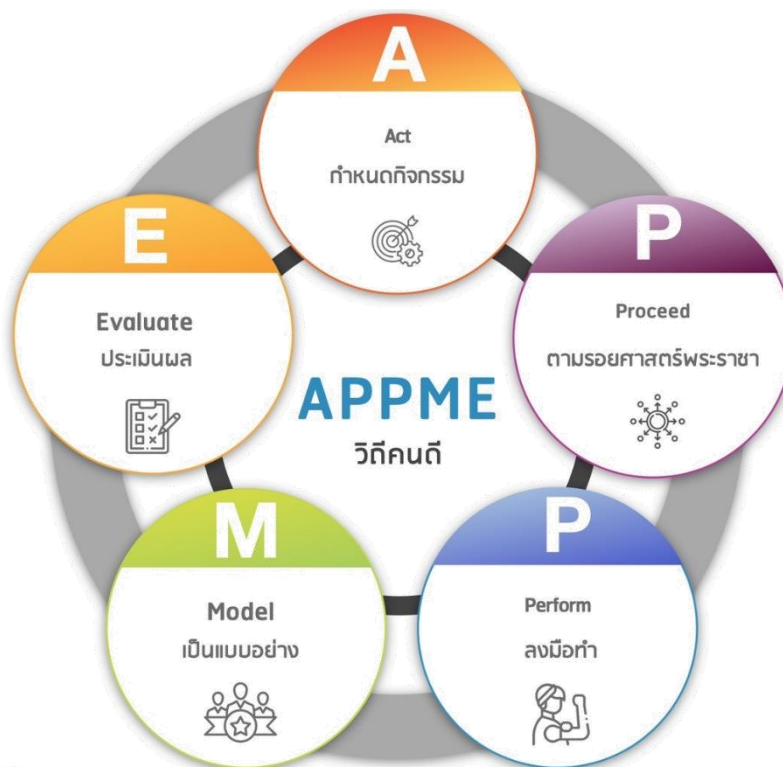 A
Act
กำหนดกิจกรรม
P
Proceed
ตามรอยศาสตร์พระราชา
P
Perform
ลงมือทำ
M
Model
เป็นแบบอย่าง
E
Evaluate
ประเมินผล
APPME
วิถีคนดี